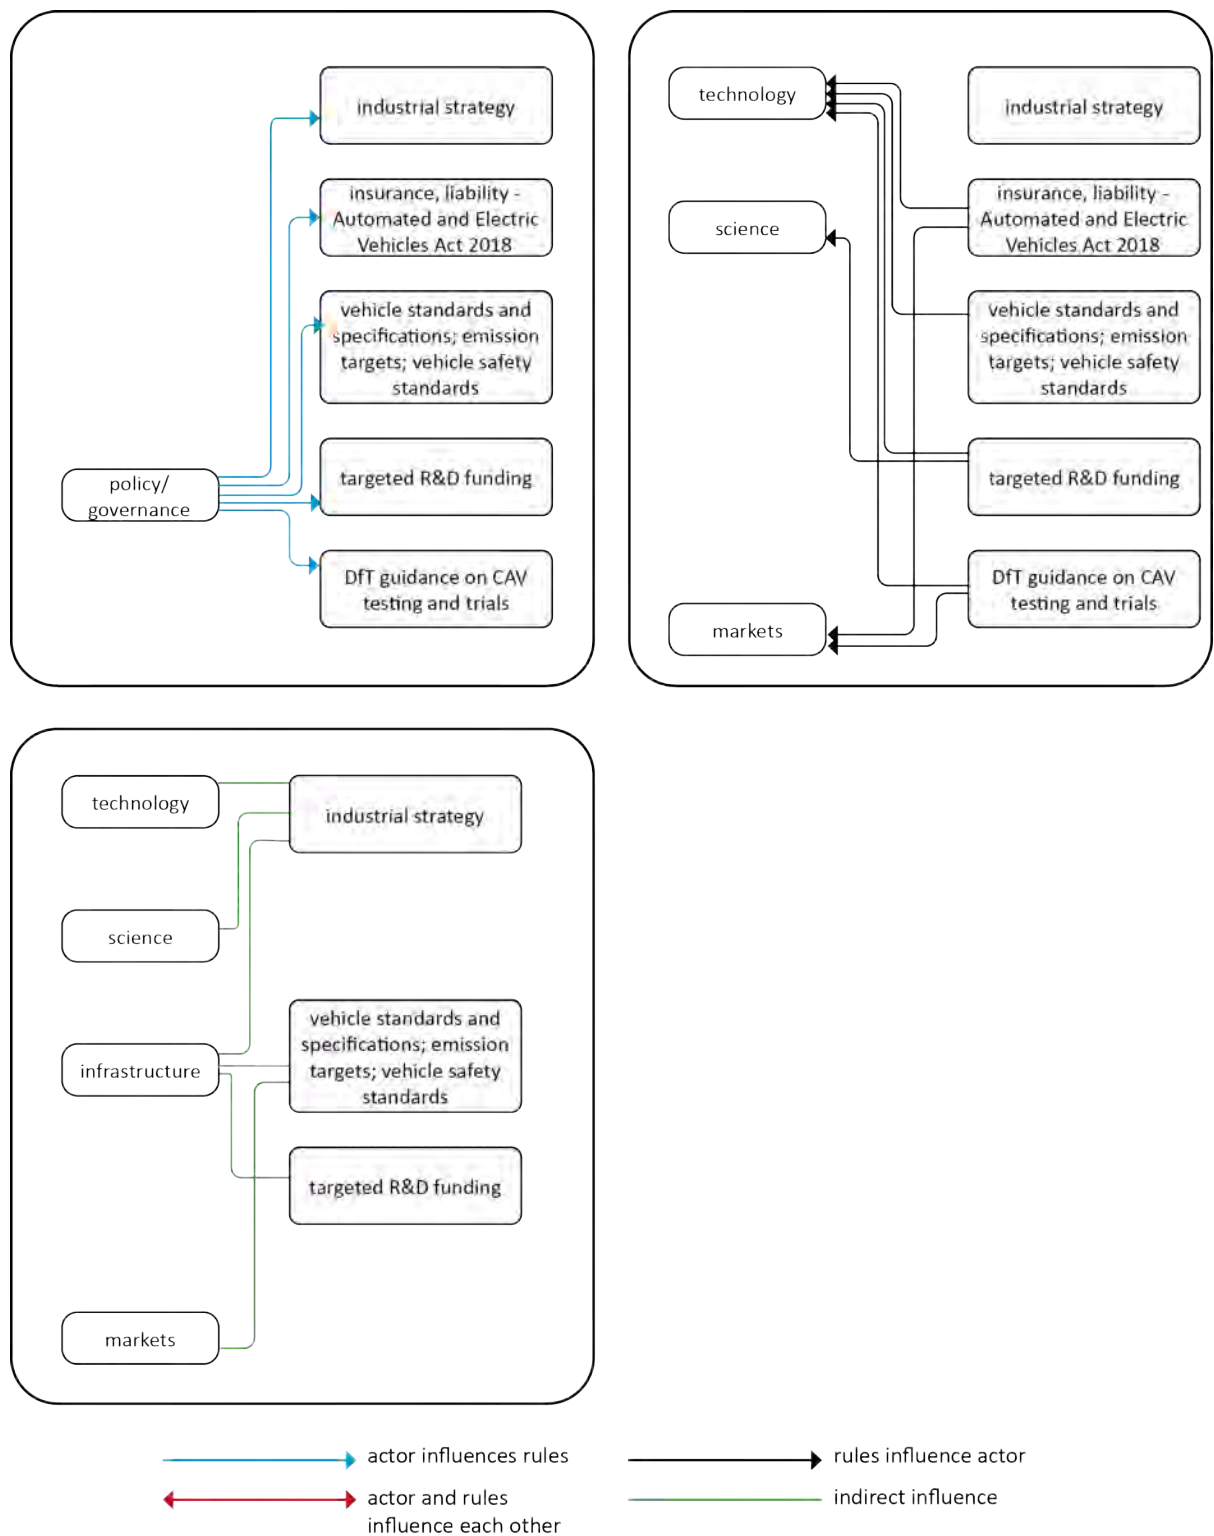 industrial strategy
insurance, liability -
Automated and Electric
Vehicles Act 2018
vehicle standards and
specifications; emission
targets; vehicle safety
standards
policy/
governance
targeted R&D funding
DfT guidance on CAV
testing and trials
technology
industrial strategy
insurance, liability -
Automated and Electric
Vehicles Act 2018
science
vehicle standards and
specifications; emission
targets; vehicle safety
standards
targeted R&D funding
DfT guidance on CAV
testing and trials
markets
technology
industrial strategy
science
infrastructure
vehicle standards and
specifications; emission
targets; vehicle safety
standards
targeted R&D funding
markets
actor influences rules
rules influence actor
actor and rules
influence each other
indirect influence